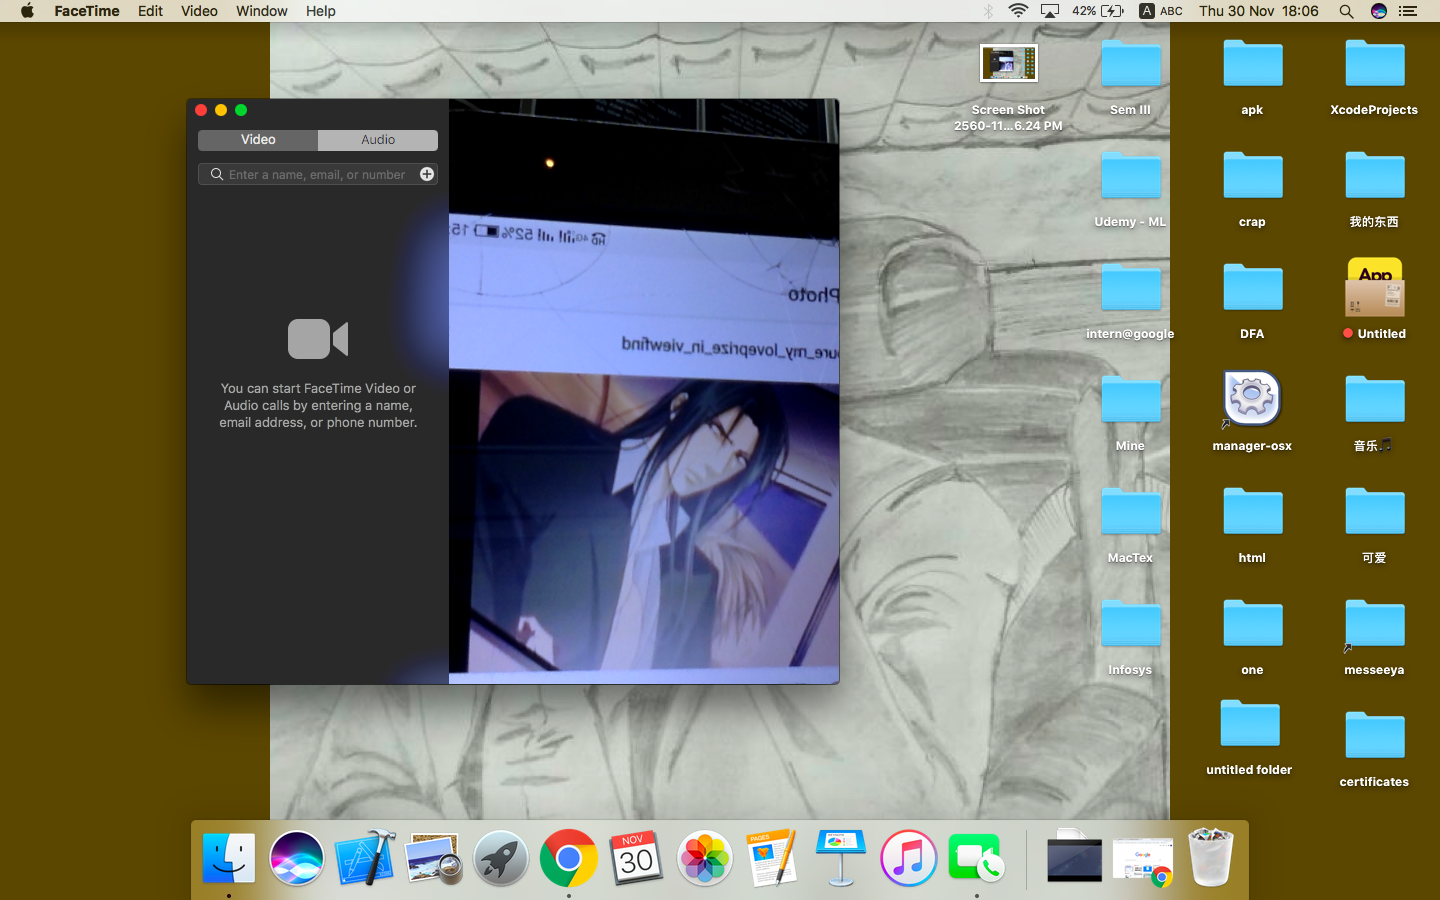 FaceTime Edit Video Window Help
42% A ABC Thu 30 Nov 18:06
Video Audio
Enter a name, email, or number
You can start FaceTime Video or
Audio calls by entering a name,
email address, or phone number.
HD 4G 52% 15:
Photo
ure_my_loveprize_in_viewfind
Screen Shot
2560-11...6.24 PM
Sem III
apk
XcodeProjects
Udemy - ML
crap
我的东西
intern@google
DFA
App
Untitled
Mine
manager-osx
音乐🎵
MacTex
html
可爱
Infosys
one
messeeya
untitled folder
certificates
NOV
30
PAGES
Google